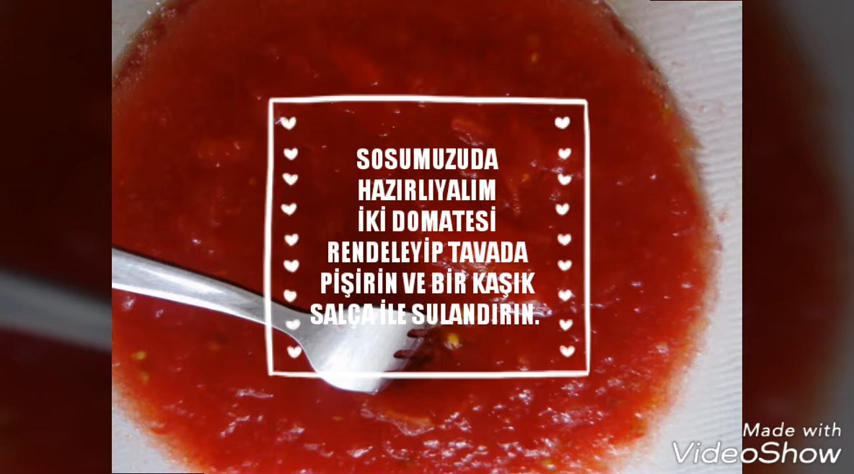 SOSUMUZUDA
HAZIRLIYALIM
İKİ DOMATESİ
RENDELEYİP TAVADA
PİŞİRİN VE BİR KAŞIK
SALÇA İLE SULANDIRIN.
Made with
VideoShow